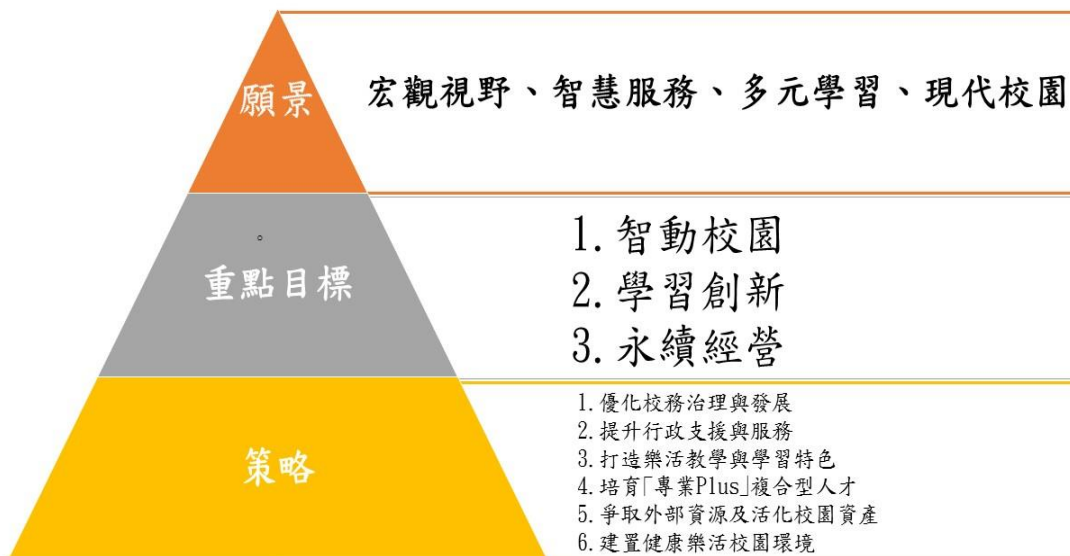 願景
宏觀視野、智慧服務、多元學習、現代校園
。
重點目標
1.智動校園
2.學習創新
3.永續經營
策略
1.優化校務治理與發展
2.提升行政支援與服務
3.打造樂活教學與學習特色
4.培育「專業Plus」複合型人才
5.爭取外部資源及活化校園資產
6.建置健康樂活校園環境